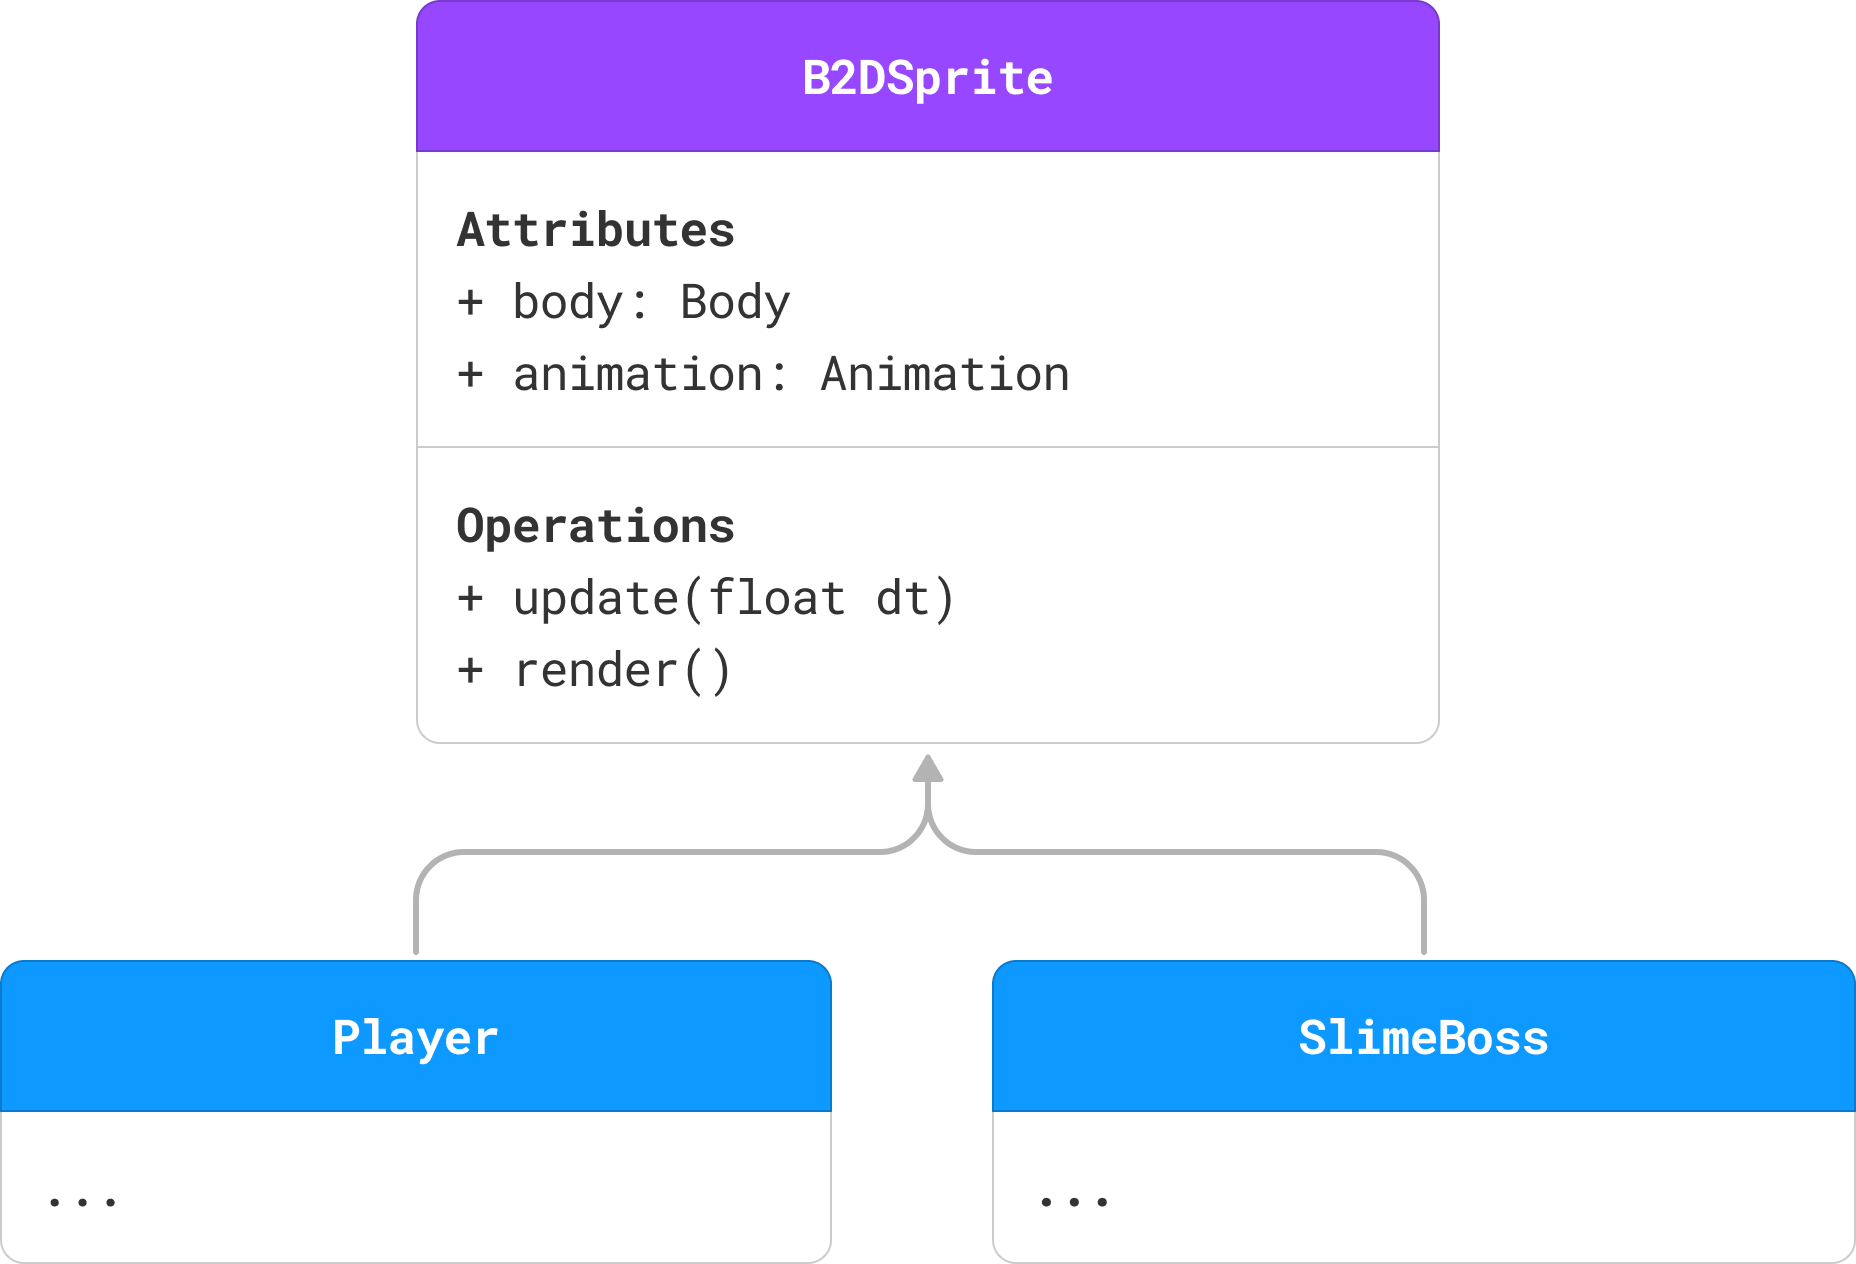 B2DSprite
Attributes
+ body: Body
+ animation: Animation
Operations
+ update(float dt)
+ render()
Player
SlimeBoss
...
...